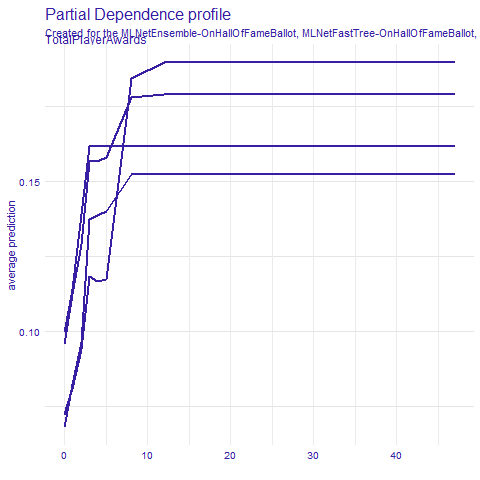 Partial Dependence profile
Created for the MLNetEnsemble-OnHallOfFameBallot, MLNetFastTree-OnHallOfFameBallot,
TotalPlayerAwards
average prediction
0.15
0.10
0
10
20
30
40